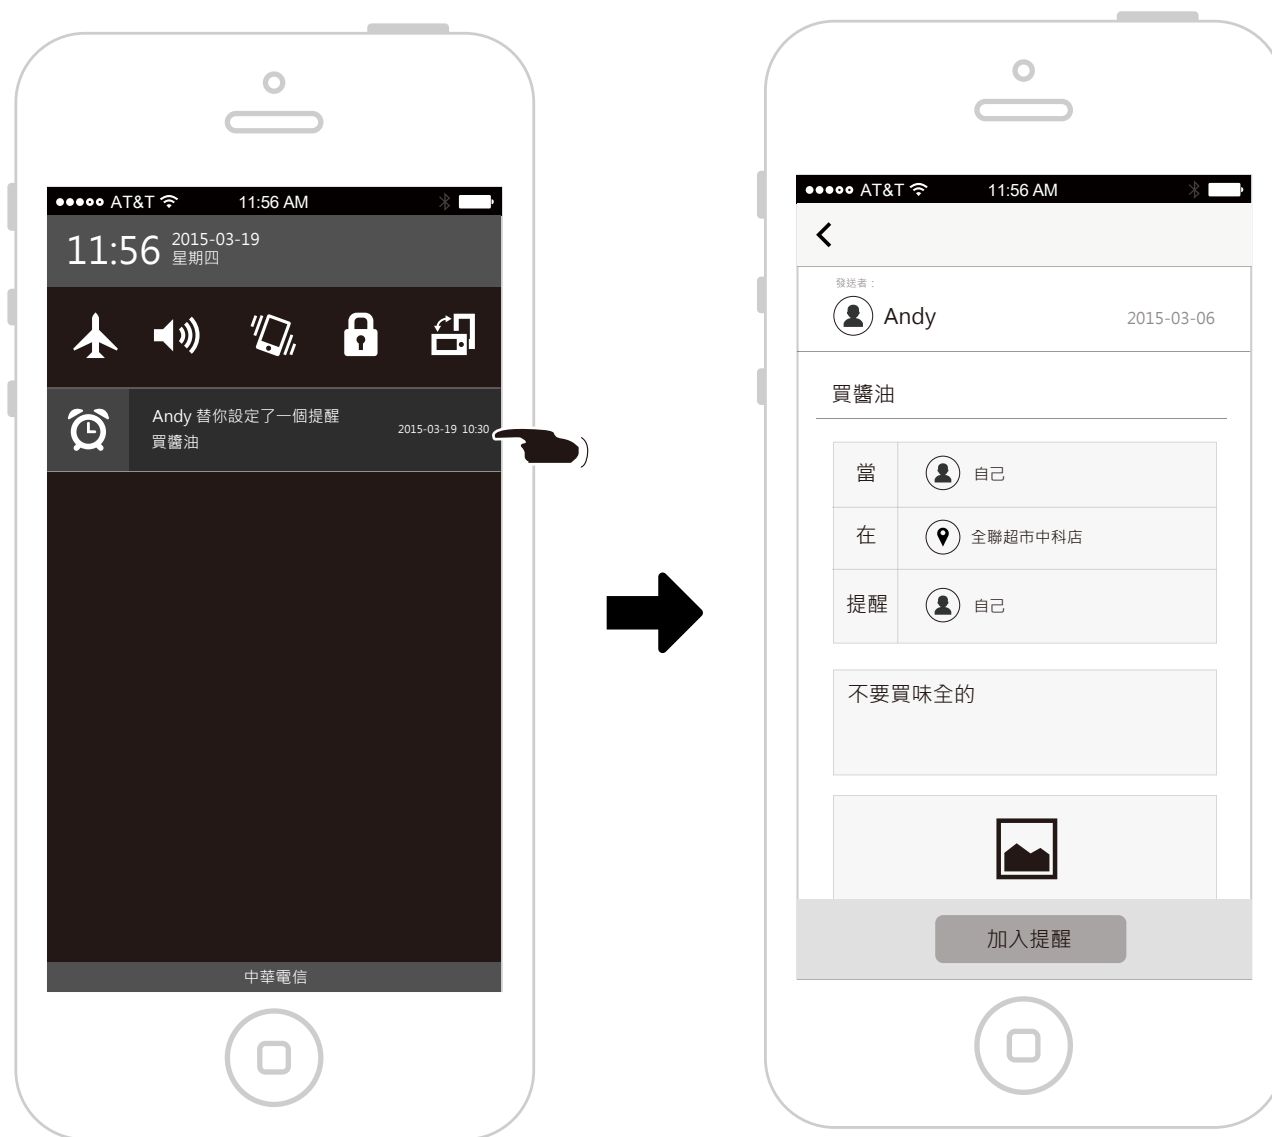 AT&T 11:56 AM
11:56 2015-03-19
星期四
Andy 替你設定了一個提醒
買醬油
2015-03-19 10:30
中華電信
AT&T 11:56 AM
發送者：
Andy 2015-03-06
買醬油
當 自己
在 全聯超市中科店
提醒 自己
不要買味全的
加入提醒